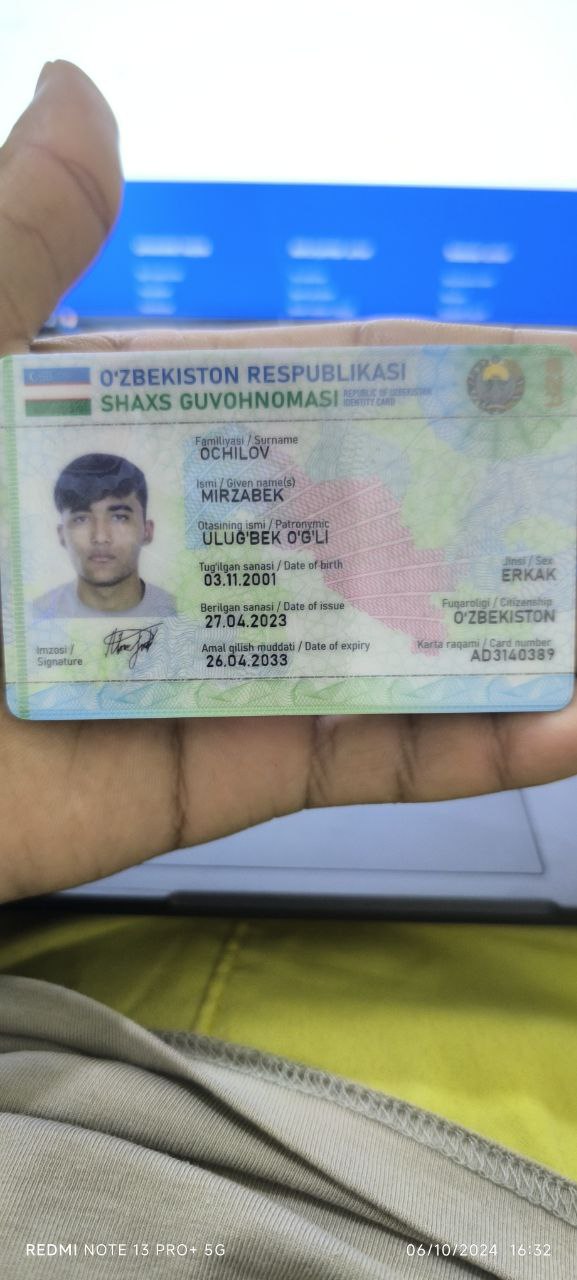 O'ZBEKISTON RESPUBLIKASI
SHAXS GUVOHNOMASI
REPUBLIC OF UZBEKISTAN
IDENTITY CARD
Familiyasi / Surname
OCHILOV
Ismi / Given name(s)
MIRZABEK
Otasining ismi / Patronymic
ULUG'BEK O'G'LI
Tug'ilgan sanasi / Date of birth
03.11.2001
Jinsi / Sex
ERKAK
Berilgan sanasi / Date of issue
27.04.2023
Fuqaroligi / Citizenship
O'ZBEKISTON
Amal qilish muddati / Date of expiry
26.04.2033
Karta raqami / Card number
AD3140389
Imzosi /
Signature
REDMI NOTE 13 PRO+ 5G
06/10/2024 16:32